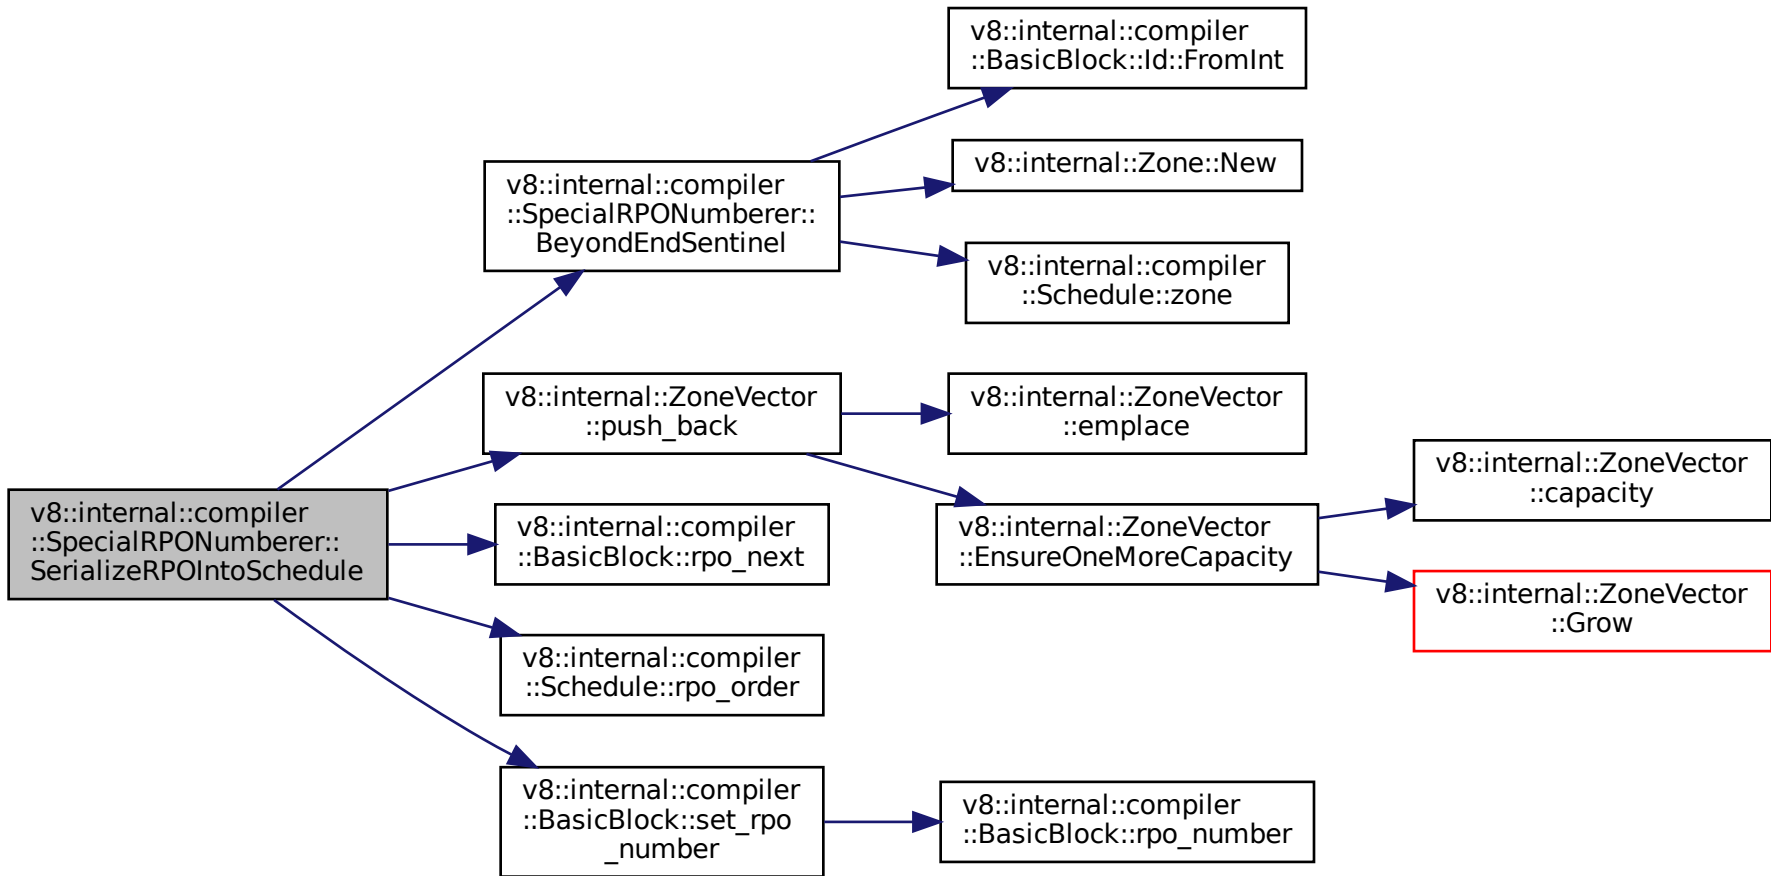 v8::internal::compiler
::BasicBlock::Id::FromInt
v8::internal::Zone::New
v8::internal::compiler
::SpecialRPONumberer::
BeyondEndSentinel
v8::internal::compiler
::Schedule::zone
v8::internal::ZoneVector
::push_back
v8::internal::ZoneVector
::emplace
v8::internal::ZoneVector
::capacity
v8::internal::compiler
::SpecialRPONumberer::
SerializeRPOIntoSchedule
v8::internal::compiler
::BasicBlock::rpo_next
v8::internal::ZoneVector
::EnsureOneMoreCapacity
v8::internal::ZoneVector
::Grow
v8::internal::compiler
::Schedule::rpo_order
v8::internal::compiler
::BasicBlock::set_rpo
_number
v8::internal::compiler
::BasicBlock::rpo_number